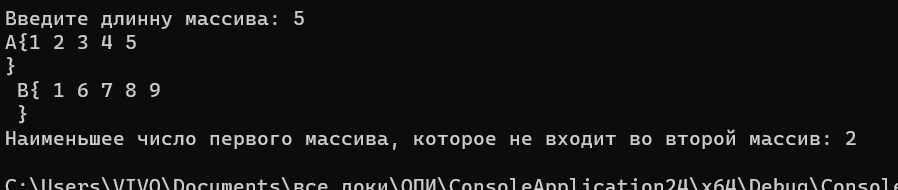 Введите длинну массива: 5
A{1 2 3 4 5
}
B{ 1 6 7 8 9
}
Наименьшее число первого массива, которое не входит во второй массив: 2
C:\Users\VIVO\Documents\все доки\ОПИ\ConsoleApplication24\x64\Debug\Console